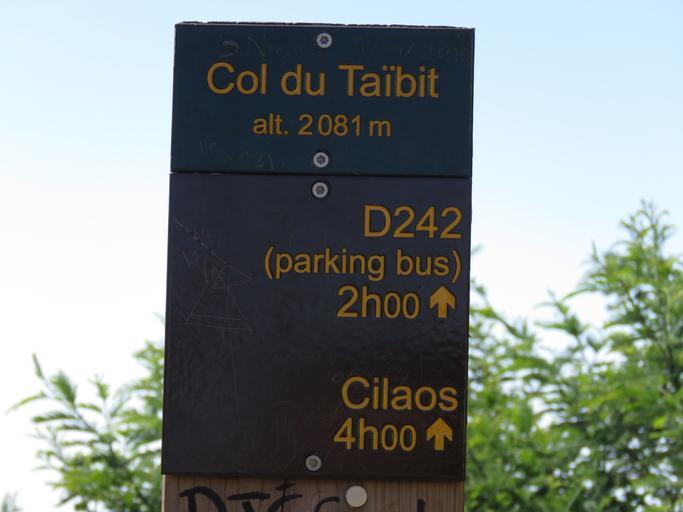 Col du Taïbit
alt. 2081 m
D242
(parking bus)
2h00
Cilaos
4h00